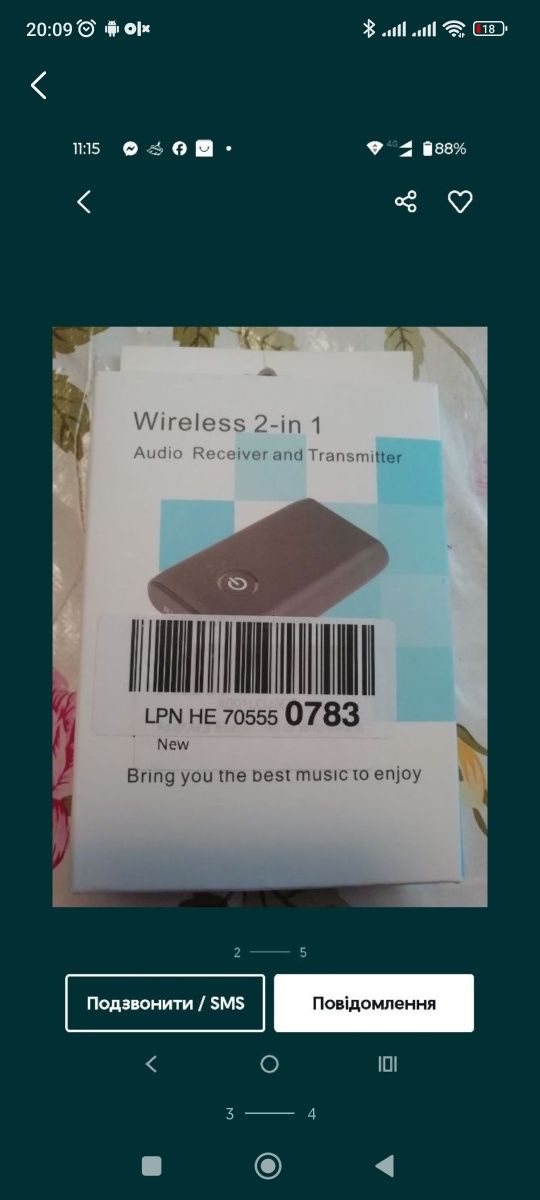 20:09
18
11:15
4G
88%
Wireless 2-in 1
Audio Receiver and Transmitter
LPN HE 70555 0783
New
Bring you the best music to enjoy
2 5
Подзвонити / SMS
Повідомлення
3 4